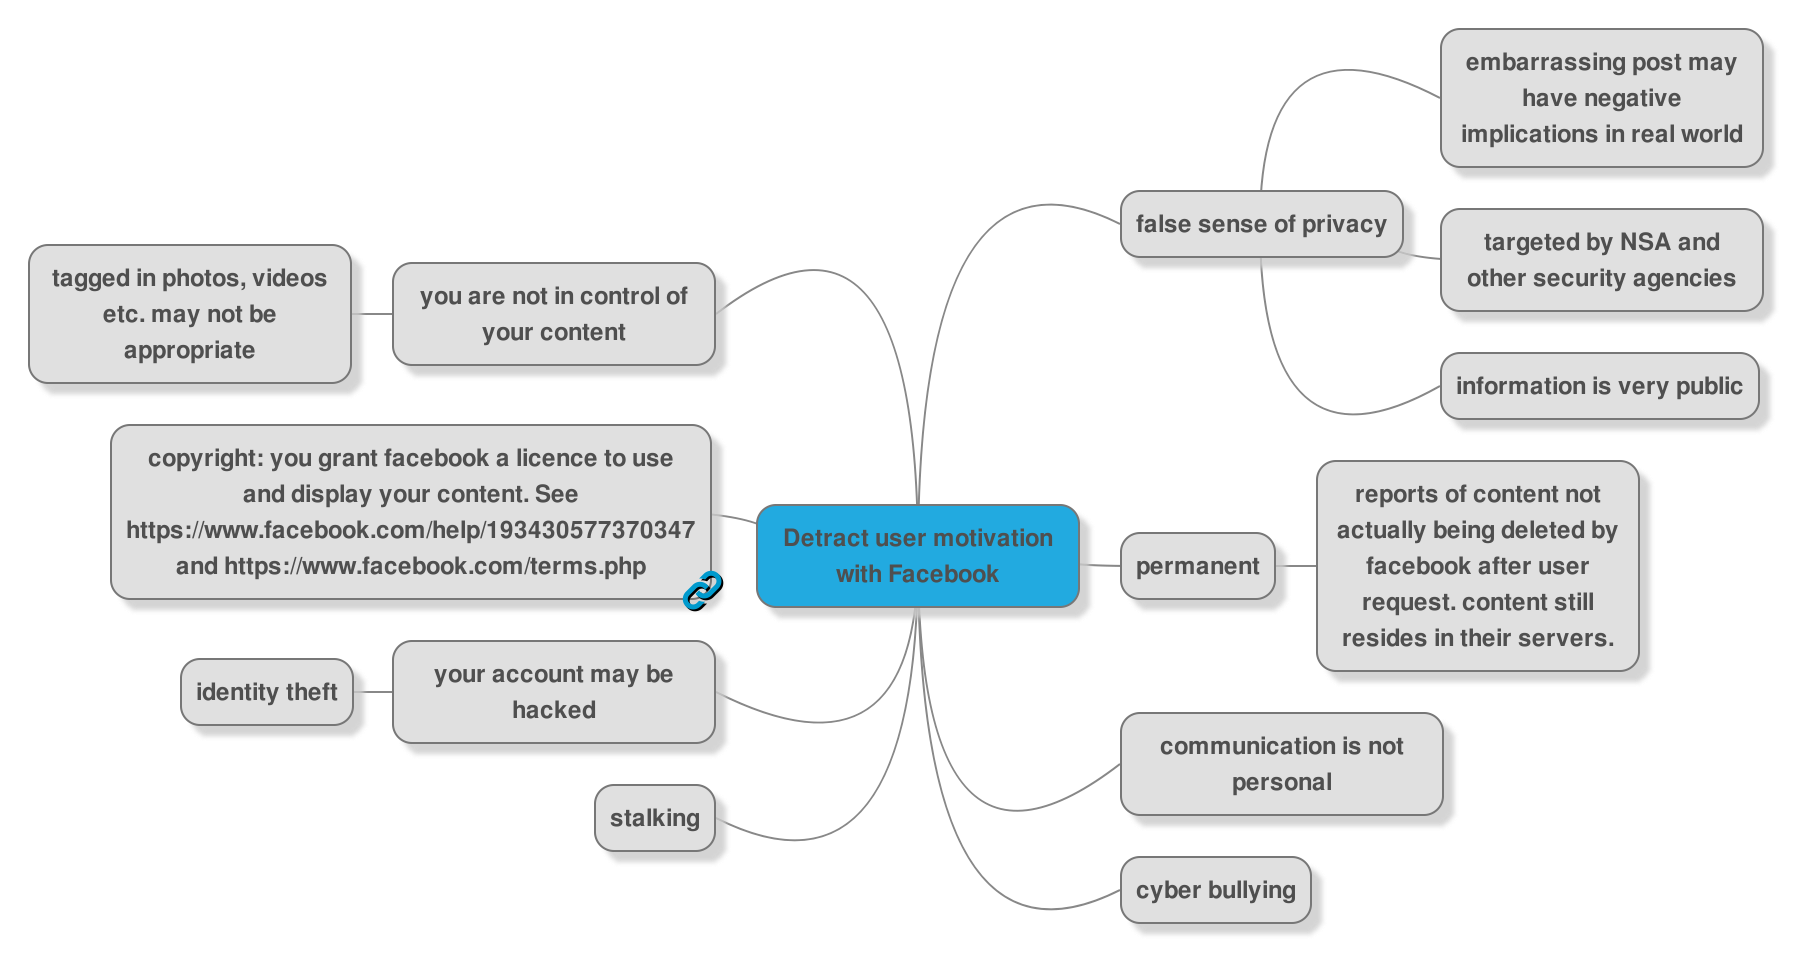 Detract user motivation
with Facebook
false sense of privacy
embarrassing post may
have negative
implications in real world
targeted by NSA and
other security agencies
information is very public
permanent
reports of content not
actually being deleted by
facebook after user
request. content still
resides in their servers.
communication is not
personal
cyber bullying
you are not in control of
your content
tagged in photos, videos
etc. may not be
appropriate
copyright: you grant facebook a licence to use
and display your content. See
https://www.facebook.com/help/193430577370347
and https://www.facebook.com/terms.php
your account may be
hacked
identity theft
stalking